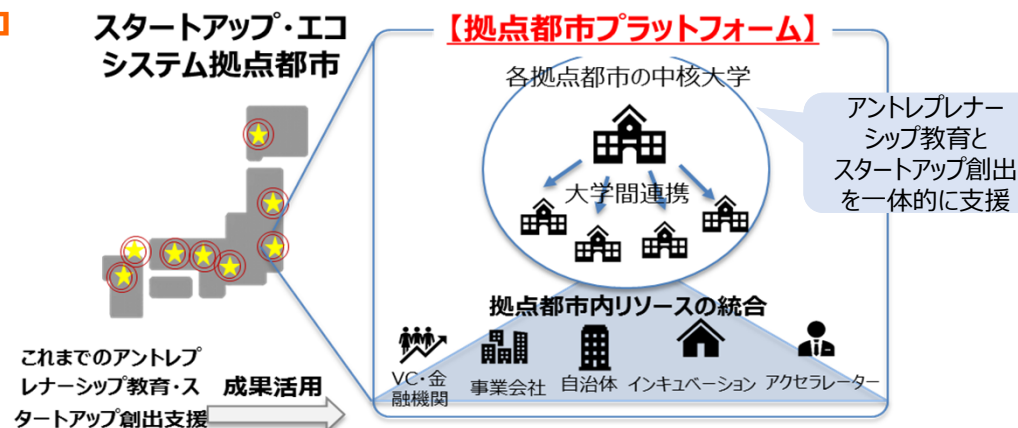 スタートアップ・エコ
システム拠点都市
【拠点都市プラットフォーム】
各拠点都市の中核大学
大学間連携
アントレプレナー
シップ教育と
スタートアップ創出
を一体的に支援
拠点都市内リソースの統合
VC・金
融機関
事業会社
自治体
インキュベーション
アクセラレーター
これまでのアントレプ
レナーシップ教育・ス
タートアップ創出支援
成果活用